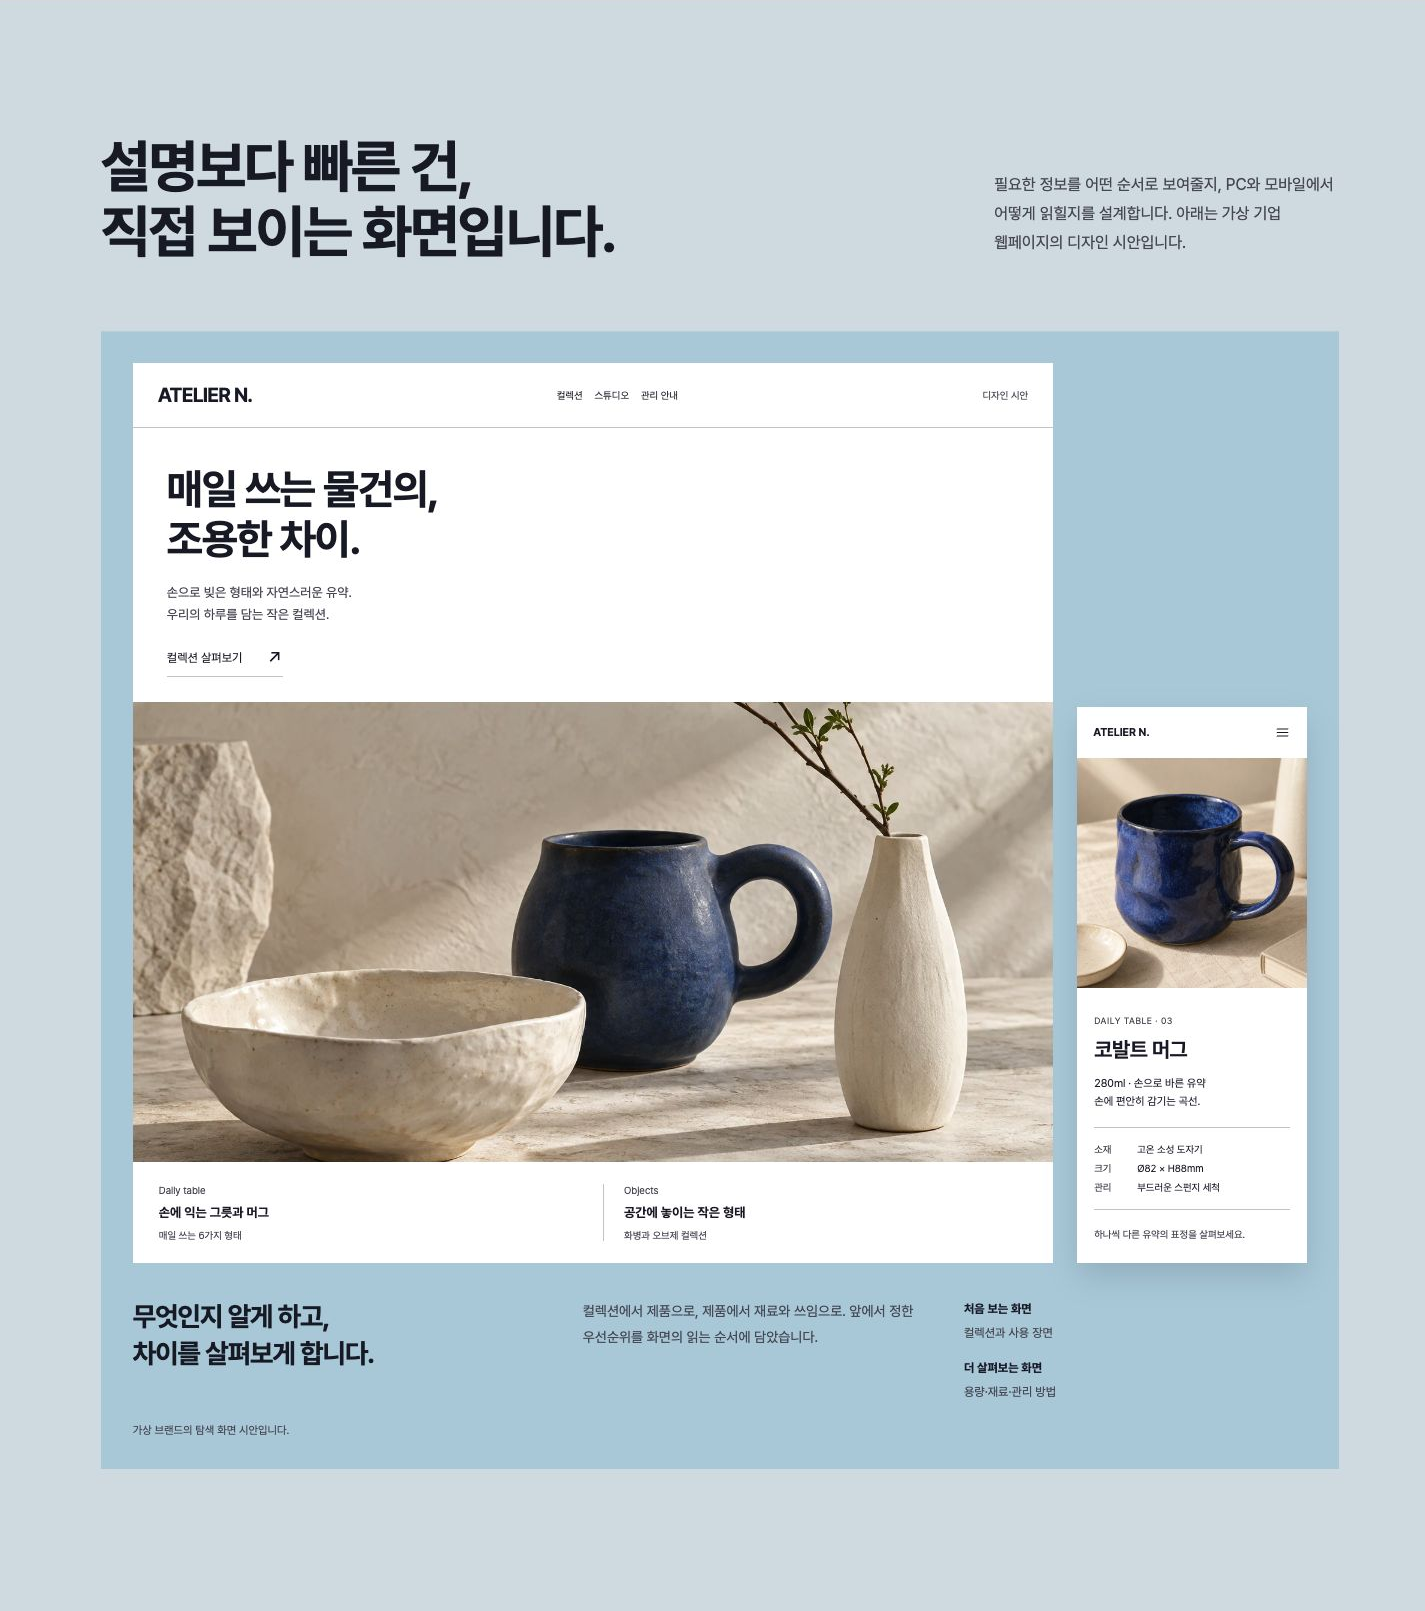 설명보다 빠른 건,
직접 보이는 화면입니다.
필요한 정보를 어떤 순서로 보여줄지, PC와 모바일에서
어떻게 읽힐지를 설계합니다. 아래는 가상 기업
웹페이지의 디자인 시안입니다.
ATELIER N.
컬렉션 스튜디오 관리 안내
디자인 시안
매일 쓰는 물건의,
조용한 차이.
손으로 빚은 형태와 자연스러운 유약.
우리의 하루를 담는 작은 컬렉션.
컬렉션 살펴보기
Daily table
손에 익는 그릇과 머그
매일 쓰는 6가지 형태
Objects
공간에 놓이는 작은 형태
화병과 오브제 컬렉션
ATELIER N.
DAILY TABLE · 03
코발트 머그
280ml · 손으로 바른 유약
손에 편안히 감기는 곡선.
소재 고온 소성 도자기
크기 Ø82 × H88mm
관리 부드러운 스펀지 세척
하나씩 다른 유약의 표정을 살펴보세요.
무엇인지 알게 하고,
차이를 살펴보게 합니다.
컬렉션에서 제품으로, 제품에서 재료와 쓰임으로. 앞에서 정한
우선순위를 화면의 읽는 순서에 담았습니다.
처음 보는 화면
컬렉션과 사용 장면
더 살펴보는 화면
용량·재료·관리 방법
가상 브랜드의 탐색 화면 시안입니다.